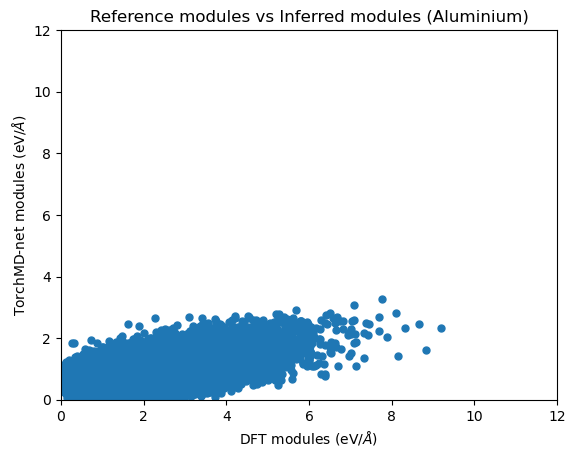 Reference modules vs Inferred modules (Aluminium)
12
10
8
6
4
2
0
TorchMD-net modules (eV/Å)
0 2 4 6 8 10 12
DFT modules (eV/Å)